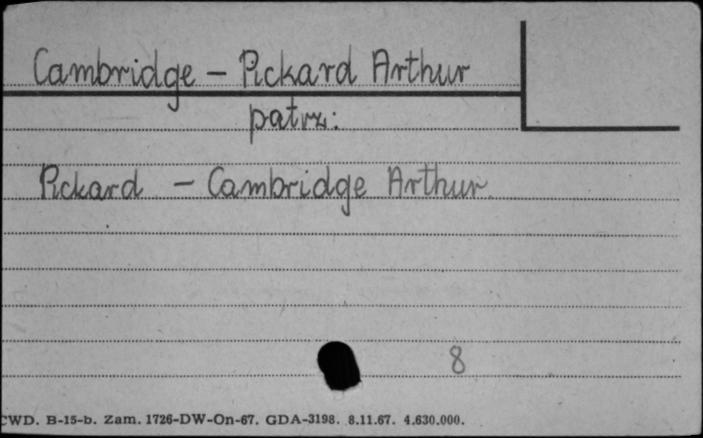 Cambridge - Pickard Arthur
patrz:
Pickard - Cambridge Arthur
8
CWD. B-15-b. Zam. 1726-DW-On-67. GDA-3198. 8.11.67. 4.630.000.